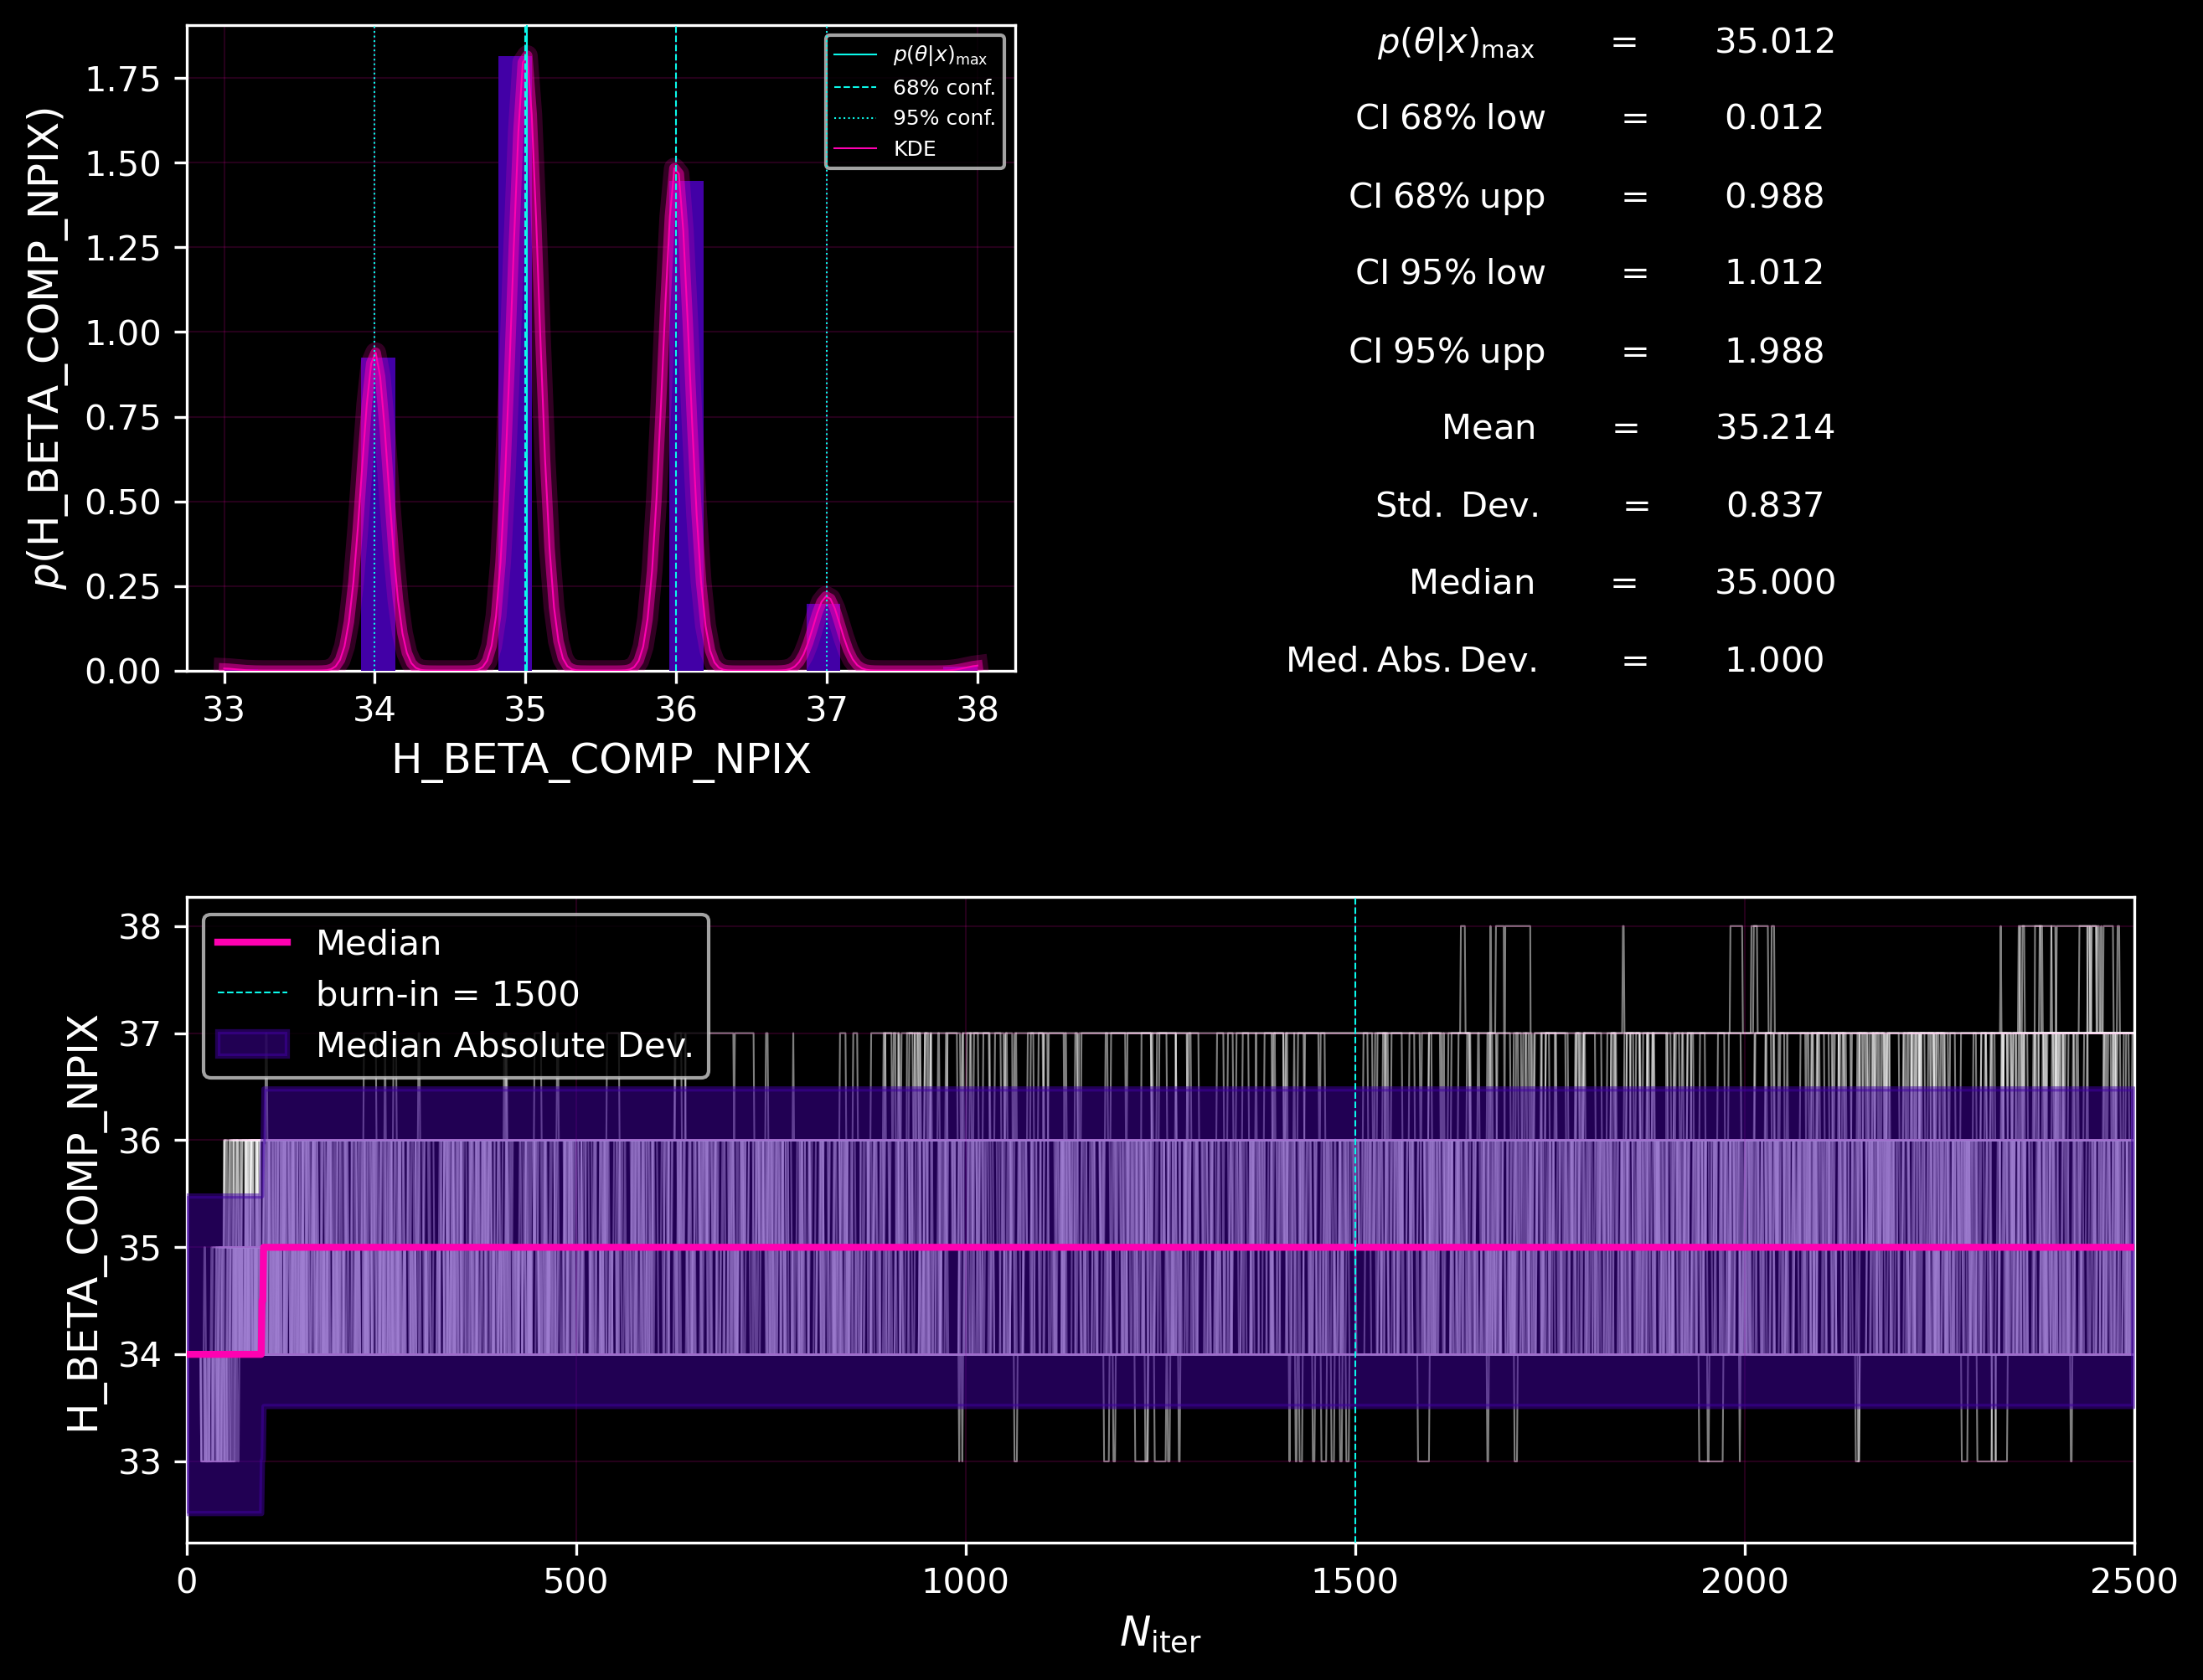 p(H_BETA_COMP_NPIX)
1.75
1.50
1.25
1.00
0.75
0.50
0.25
0.00
33 34 35 36 37 38
H_BETA_COMP_NPIX
p(θ|x)max
68% conf.
95% conf.
KDE
p(θ|x)max = 35.012
CI 68% low = 0.012
CI 68% upp = 0.988
CI 95% low = 1.012
CI 95% upp = 1.988
Mean = 35.214
Std. Dev. = 0.837
Median = 35.000
Med. Abs. Dev. = 1.000
H_BETA_COMP_NPIX
38
37
36
35
34
33
Median
burn-in = 1500
Median Absolute Dev.
0 500 1000 1500 2000 2500
Niter